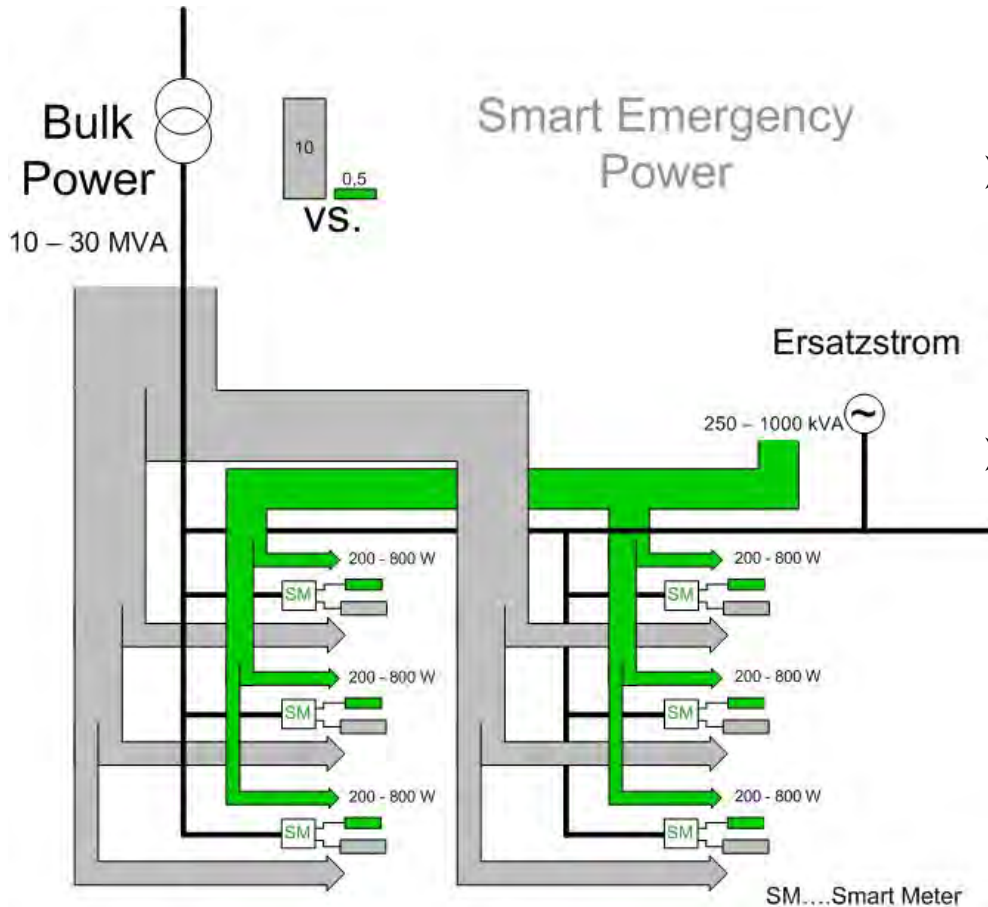 Bulk
Power
10 – 30 MVA
10
0,5
vs.
Smart Emergency
Power
Ersatzstrom
250 – 1000 kVA
~
200 - 800 W
200 - 800 W
SM
SM
200 - 800 W
200 - 800 W
SM
SM
200 - 800 W
200 - 800 W
SM
SM
SM....Smart Meter